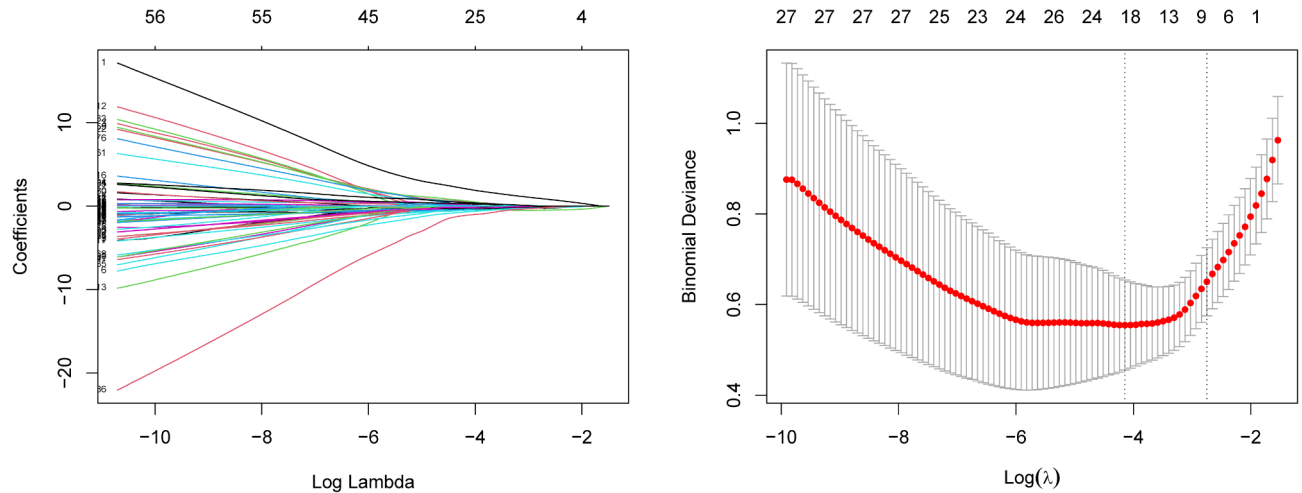 56 55 45 25 4
1
12
76
61
16
13
36
10
0
−10
−20
Coefficients
−10 −8 −6 −4 −2
Log Lambda
27 27 27 27 25 23 24 26 24 18 13 9 6 1
1.0
0.8
0.6
0.4
Binomial Deviance
−10 −8 −6 −4 −2
Log(λ)